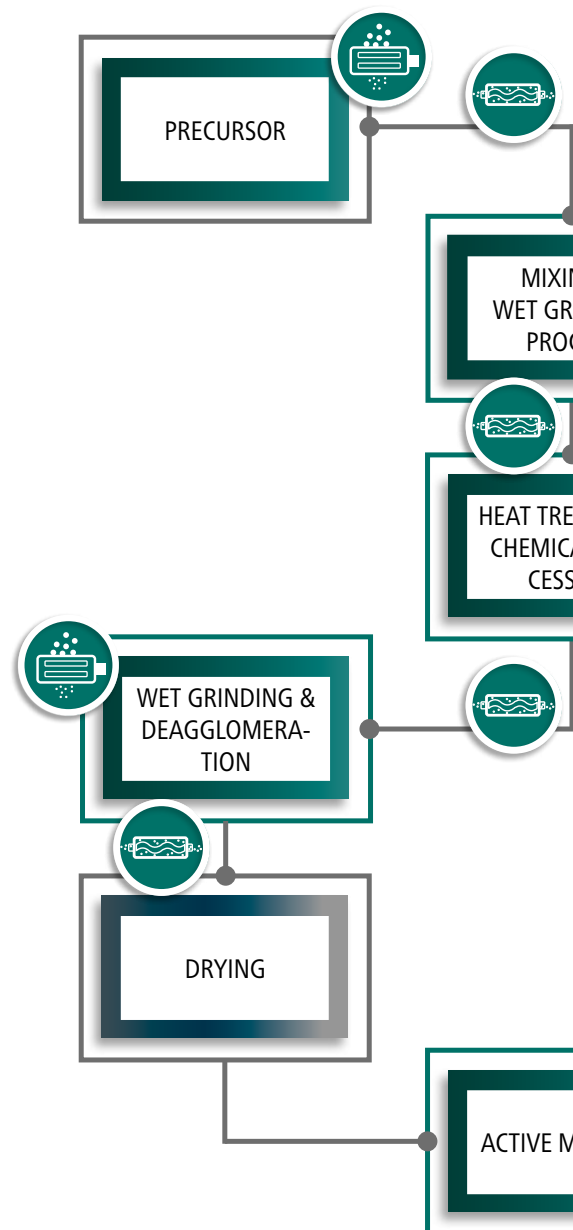 PRECURSOR
MIXIN
WET GR
PROC
HEAT TRE
CHEMICA
CESS
WET GRINDING &
DEAGGLOMERA-
TION
DRYING
ACTIVE M